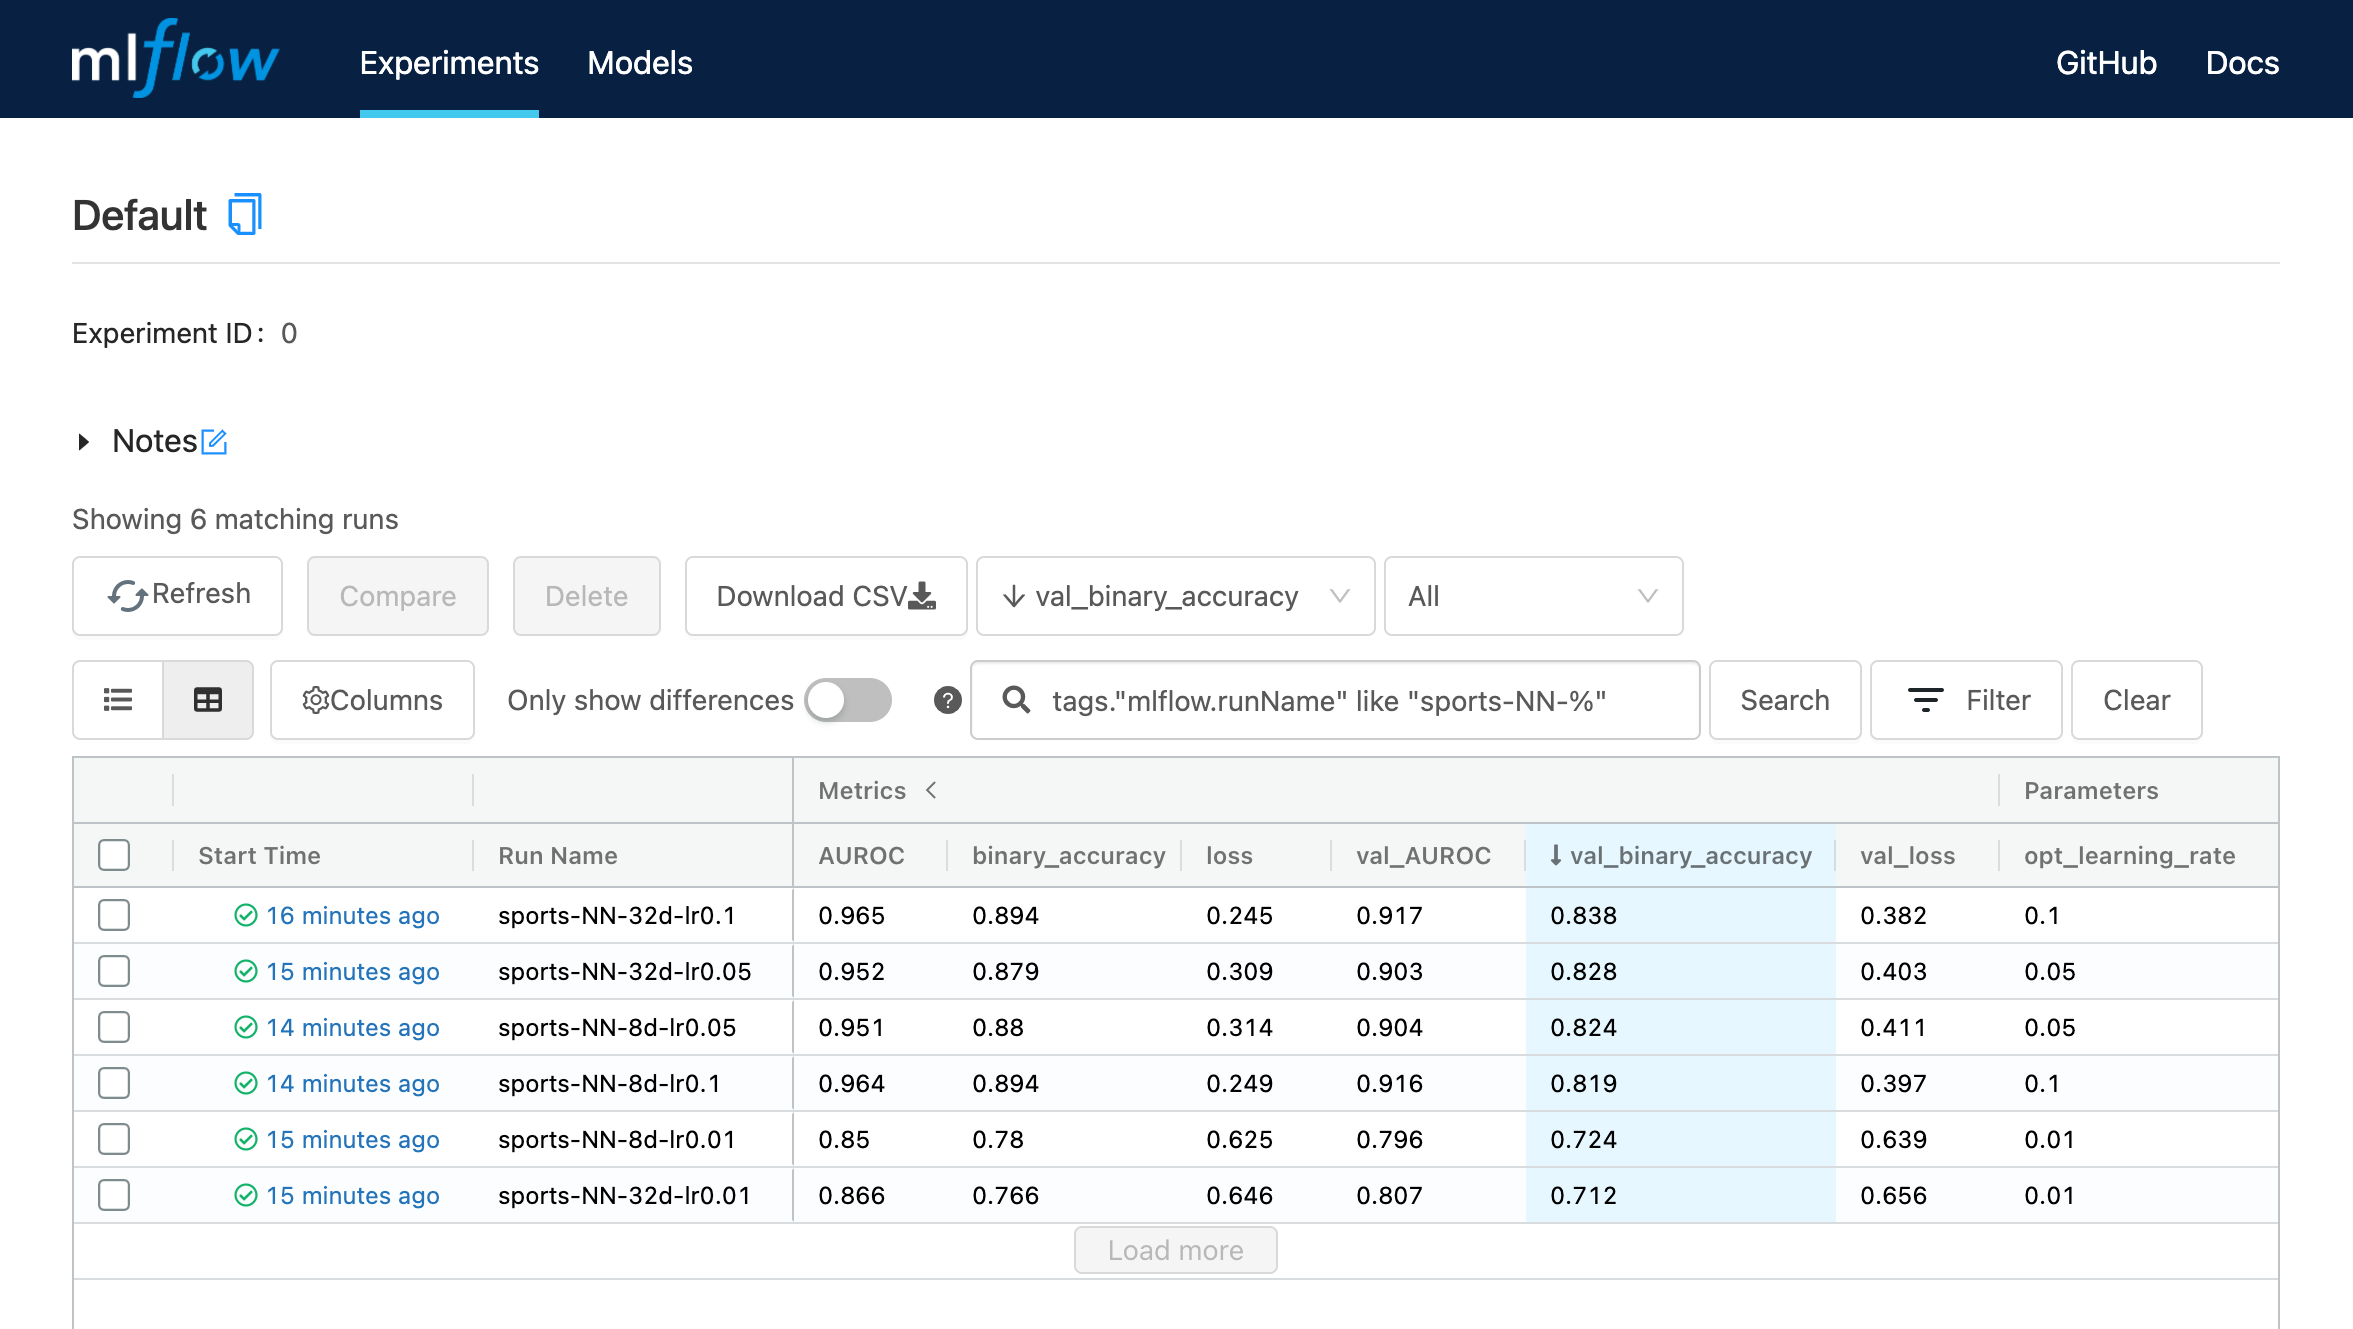 mlflow Experiments Models GitHub Docs
Default
Experiment ID: 0
Notes
Showing 6 matching runs
Refresh Compare Delete Download CSV ↓ val_binary_accuracy All
Columns Only show differences ? tags."mlflow.runName" like "sports-NN-%" Search Filter Clear
Metrics < Parameters
Start Time Run Name AUROC binary_accuracy loss val_AUROC ↓ val_binary_accuracy val_loss opt_learning_rate
16 minutes ago sports-NN-32d-lr0.1 0.965 0.894 0.245 0.917 0.838 0.382 0.1
15 minutes ago sports-NN-32d-lr0.05 0.952 0.879 0.309 0.903 0.828 0.403 0.05
14 minutes ago sports-NN-8d-lr0.05 0.951 0.88 0.314 0.904 0.824 0.411 0.05
14 minutes ago sports-NN-8d-lr0.1 0.964 0.894 0.249 0.916 0.819 0.397 0.1
15 minutes ago sports-NN-8d-lr0.01 0.85 0.78 0.625 0.796 0.724 0.639 0.01
15 minutes ago sports-NN-32d-lr0.01 0.866 0.766 0.646 0.807 0.712 0.656 0.01
Load more